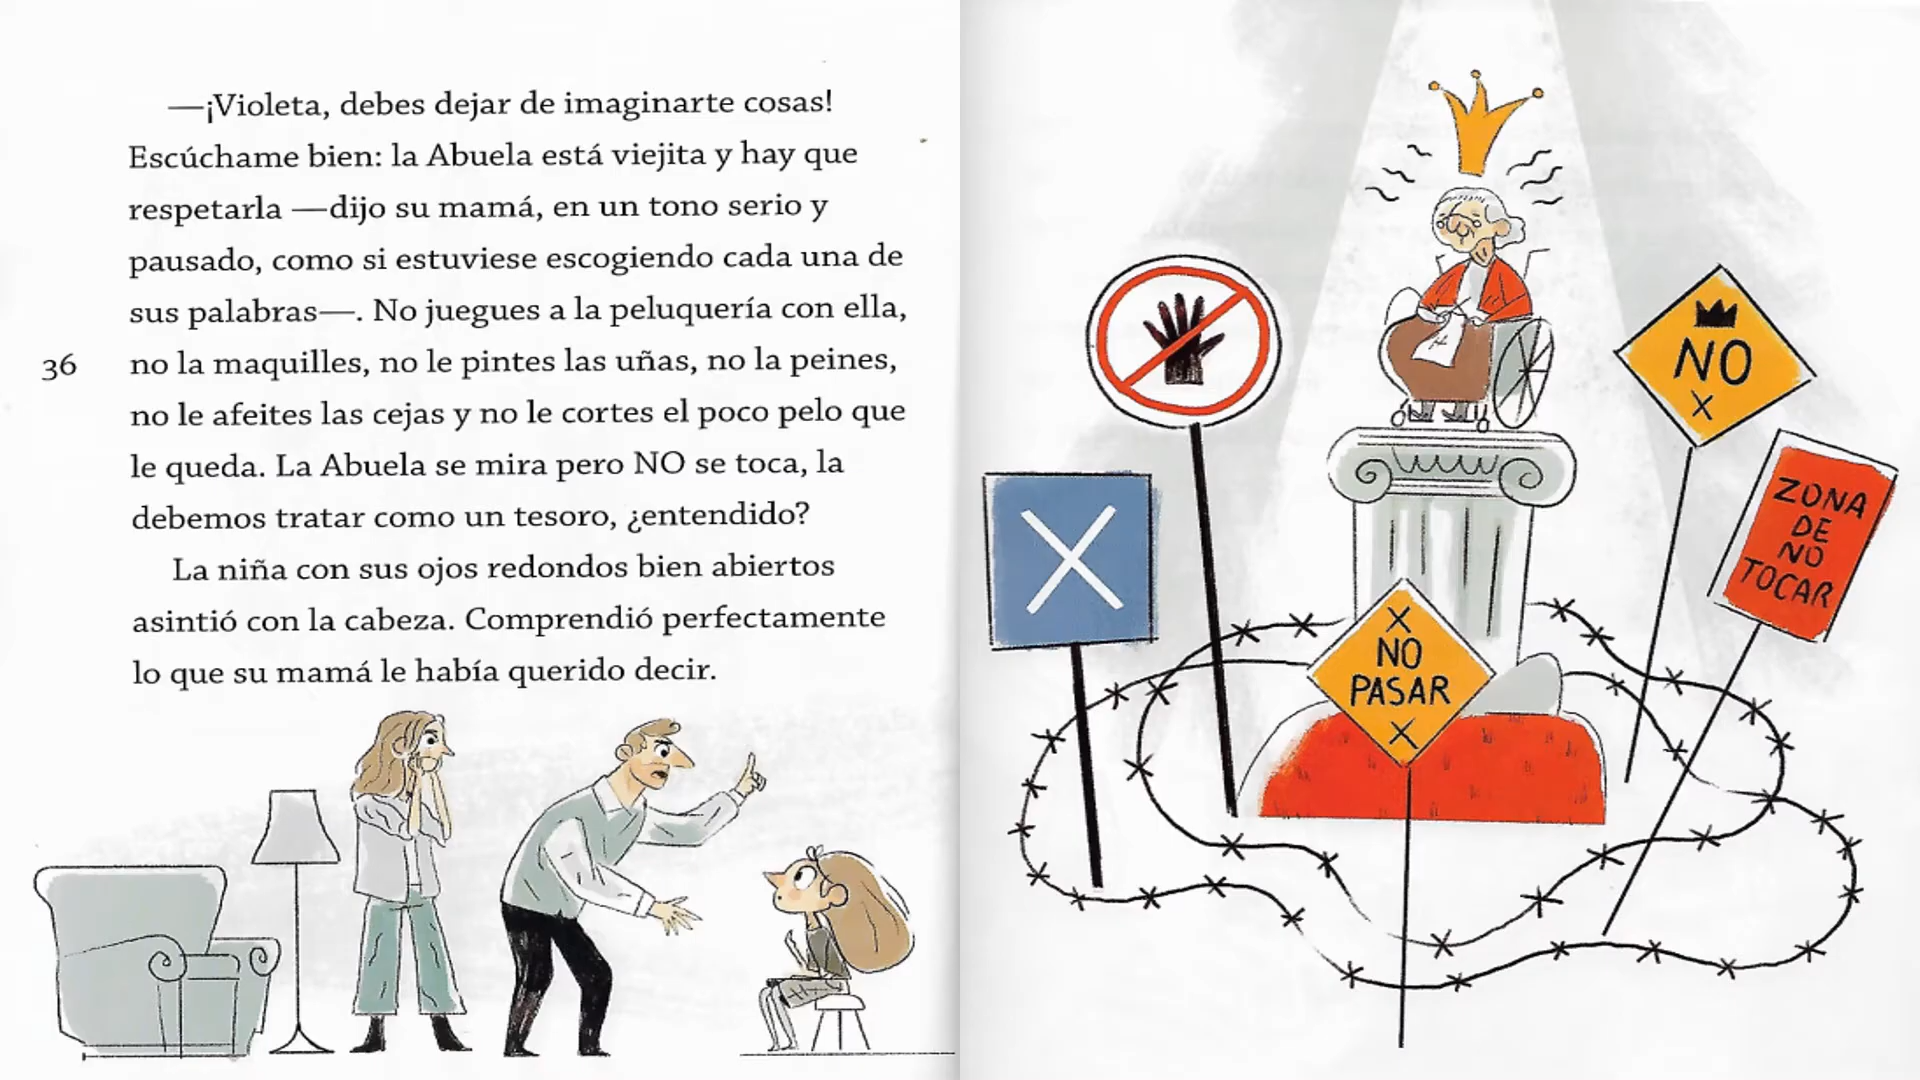 —¡Violeta, debes dejar de imaginarte cosas!
Escúchame bien: la Abuela está viejita y hay que
respetarla —dijo su mamá, en un tono serio y
pausado, como si estuviese escogiendo cada una de
sus palabras—. No juegues a la peluquería con ella,
no la maquilles, no le pintes las uñas, no la peines,
no le afeites las cejas y no le cortes el poco pelo que
le queda. La Abuela se mira pero NO se toca, la
debemos tratar como un tesoro, ¿entendido?
La niña con sus ojos redondos bien abiertos
asintió con la cabeza. Comprendió perfectamente
lo que su mamá le había querido decir.
36
NO
X
ZONA
DE
NO
TOCAR
X
X
NO
PASAR
X